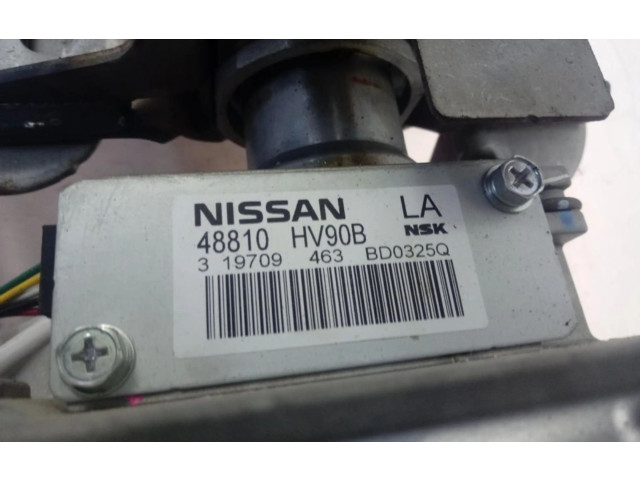 NISSAN LA
48810 HV90B NSK
3 19709 463 BD0325Q